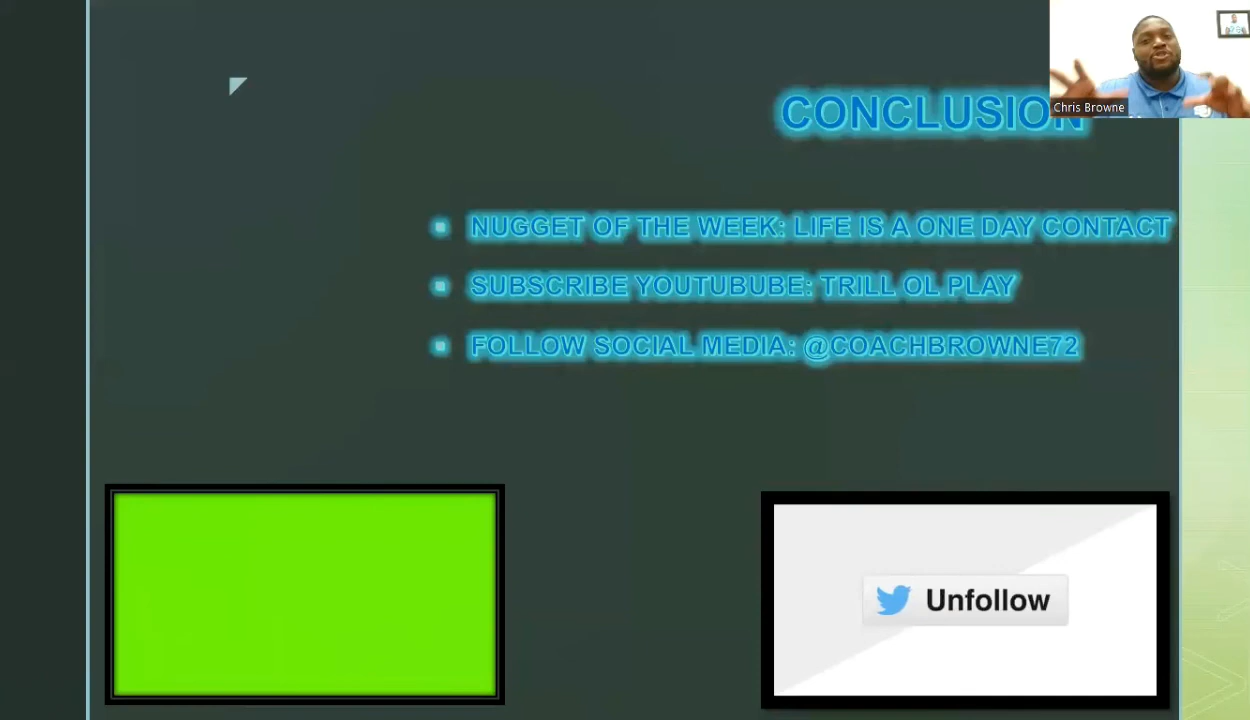 CONCLUSION
NUGGET OF THE WEEK: LIFE IS A ONE DAY CONTACT
SUBSCRIBE YOUTUBUBE: TRILL OL PLAY
FOLLOW SOCIAL MEDIA: @COACHBROWNE72
Chris Browne
Unfollow